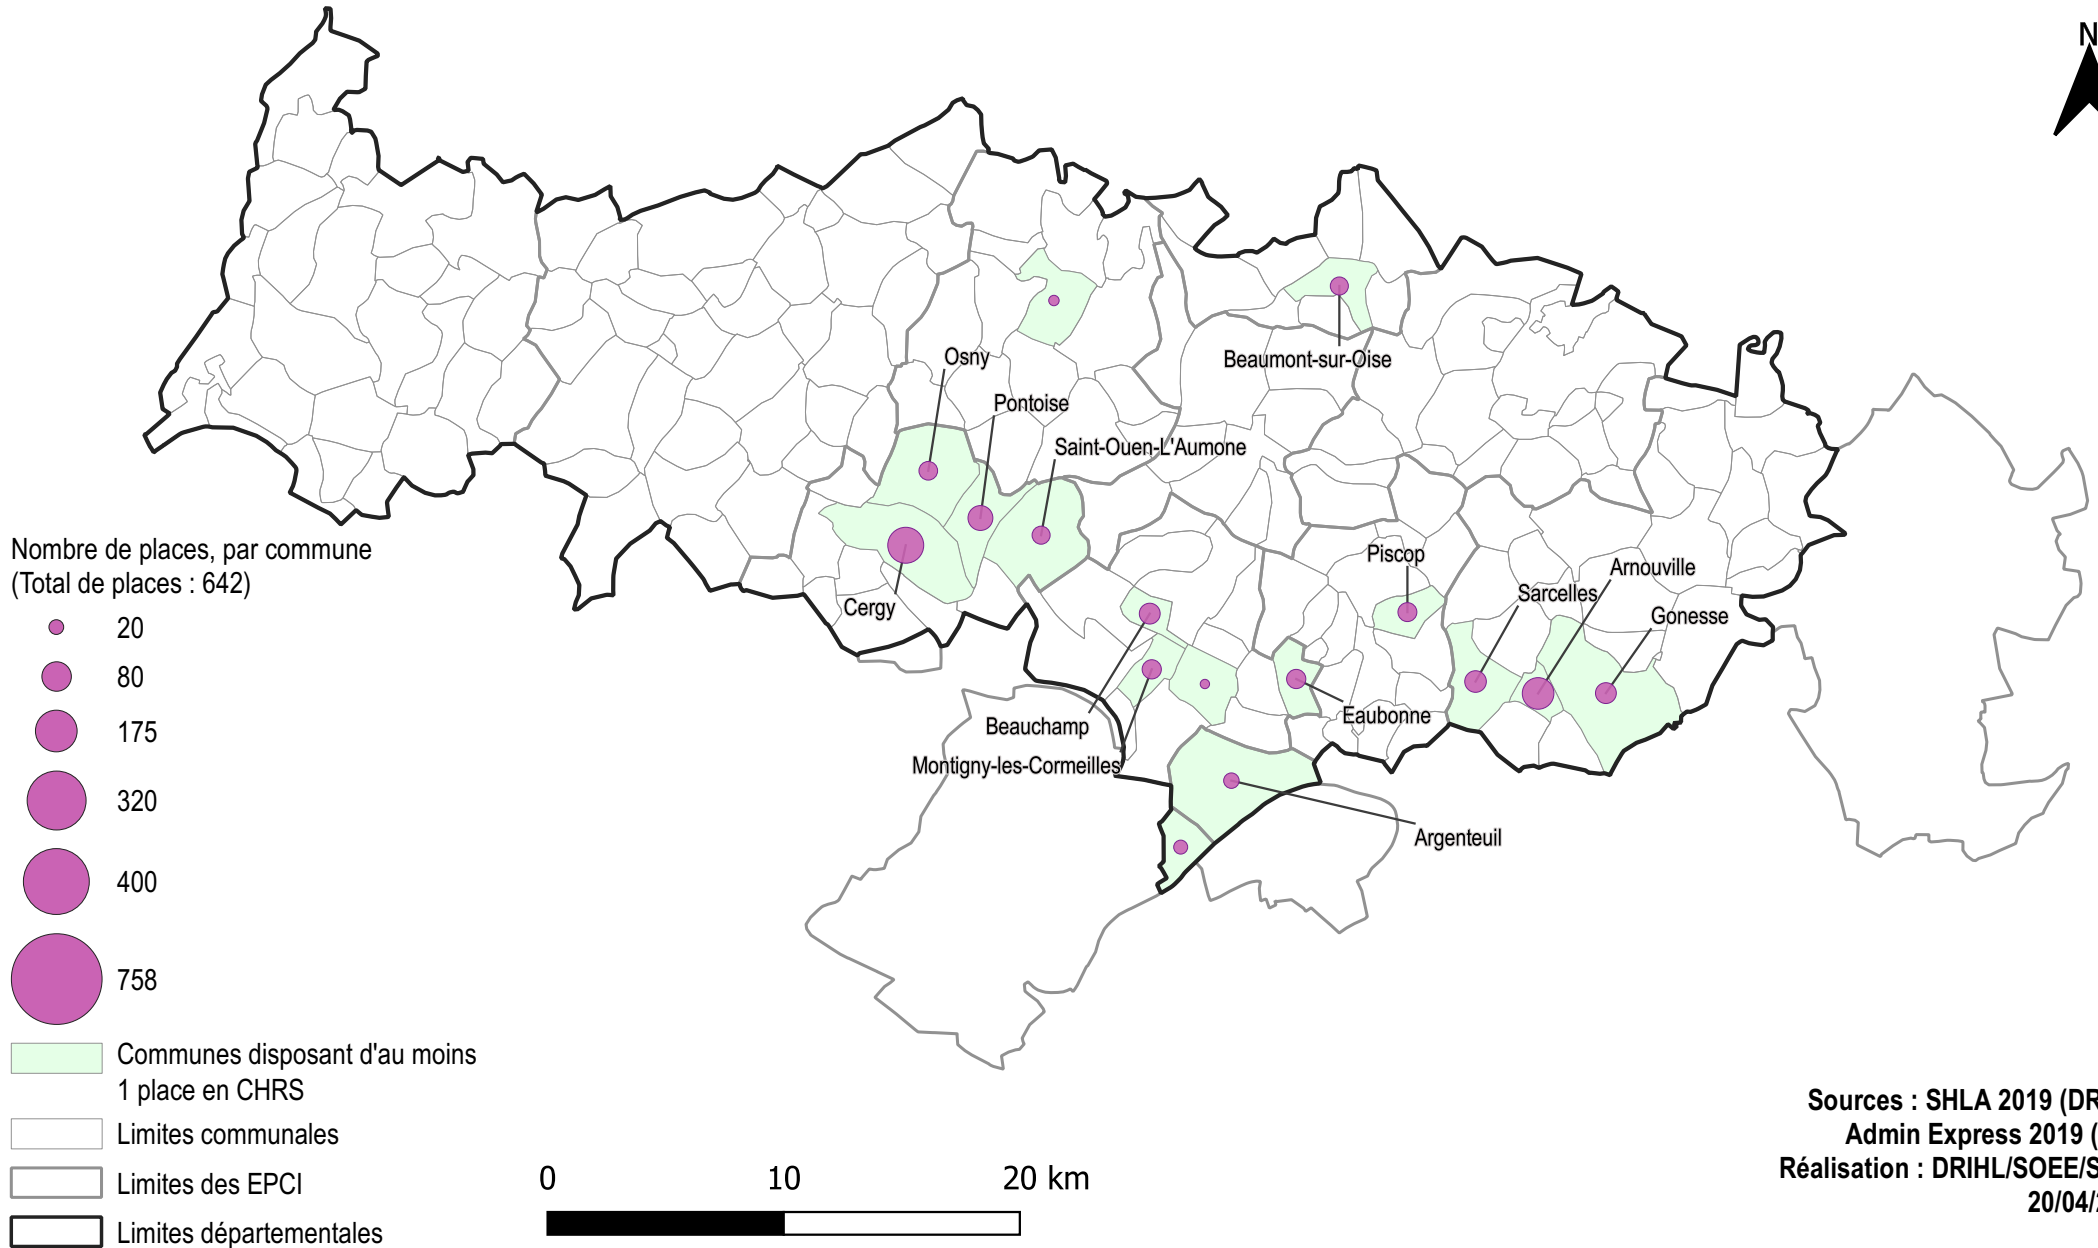 N
Osny
Beaumont-sur-Oise
Pontoise
Saint-Ouen-L'Aumone
Piscop
Arnouville
Sarcelles
Gonesse
Cergy
Eaubonne
Beauchamp
Montigny-les-Cormeilles
Argenteuil
Nombre de places, par commune
(Total de places : 642)
20
80
175
320
400
758
Communes disposant d'au moins
1 place en CHRS
Limites communales
Limites des EPCI
Limites départementales
0 10 20 km
Sources : SHLA 2019 (DR
Admin Express 2019 (
Réalisation : DRIHL/SOEE/S
20/04/